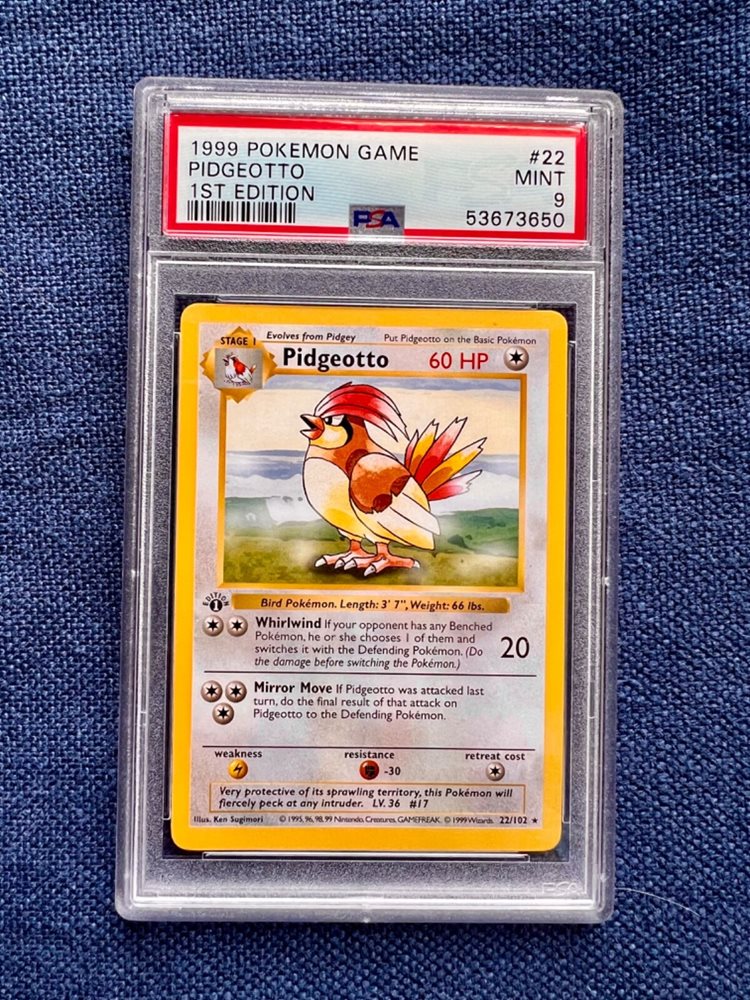 1999 POKEMON GAME #22
PIDGEOTTO MINT
1ST EDITION 9
PSA 53673650
STAGE 1 Evolves from Pidgey Put Pidgeotto on the Basic Pokémon
Pidgeotto 60 HP
EDITION 1
Bird Pokémon. Length: 3' 7", Weight: 66 lbs.
Whirlwind If your opponent has any Benched
Pokémon, he or she chooses 1 of them and
switches it with the Defending Pokémon. (Do
the damage before switching the Pokémon.)
20
Mirror Move If Pidgeotto was attacked last
turn, do the final result of that attack on
Pidgeotto to the Defending Pokémon.
weakness resistance retreat cost
-30
Very protective of its sprawling territory, this Pokémon will
fiercely peck at any intruder. LV. 36 #17
Illus. Ken Sugimori © 1995, 96, 98, 99 Nintendo, Creatures, GAMEFREAK. © 1999 Wizards. 22/102 ★
PSA